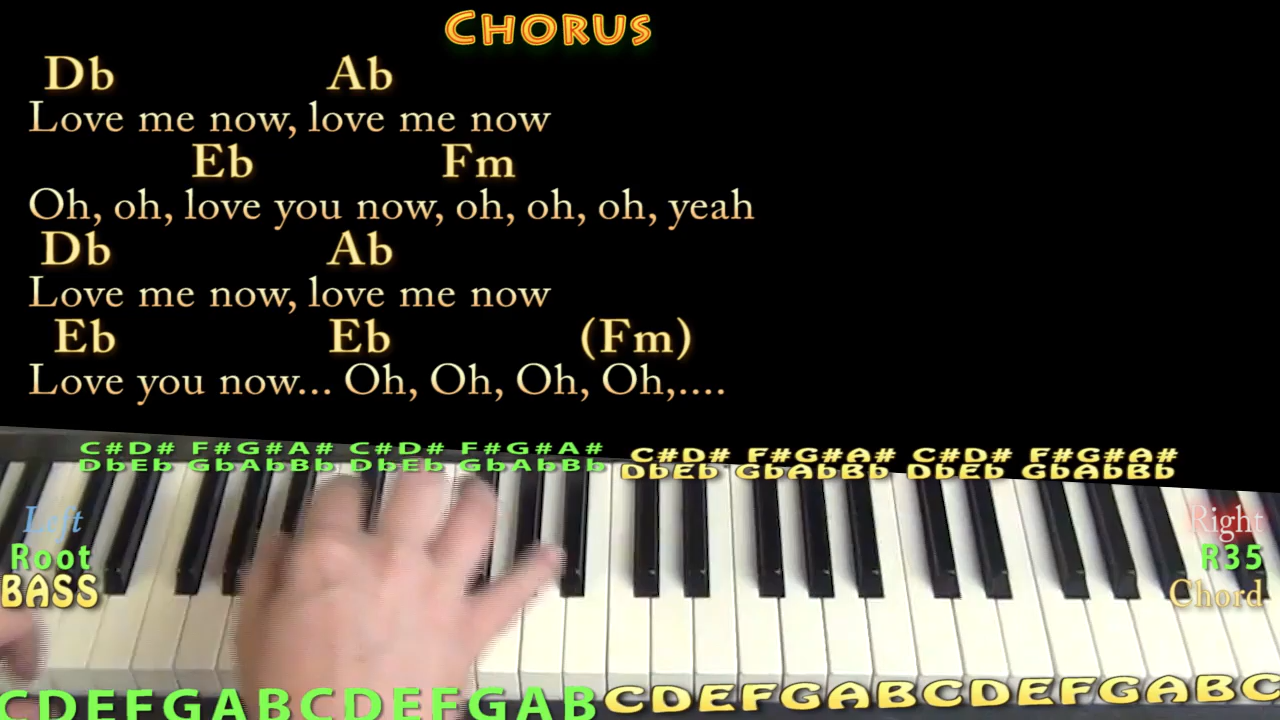 CHORUS
Db Ab
Love me now, love me now
Eb Fm
Oh, oh, love you now, oh, oh, oh, yeah
Db Ab
Love me now, love me now
Eb Eb (Fm)
Love you now... Oh, Oh, Oh, Oh,....
C#D# F#G#A# C#D# F#G#A# C#D# F#G#A# C#D# F#G#A#
DbEb GbAbBb DbEb GbAbBb DbEb GbAbBb DbEb GbAbBb
Left Right
Root R35
BASS Chord
CDEFGABCDEFGABCDEFGABCDEFGABC